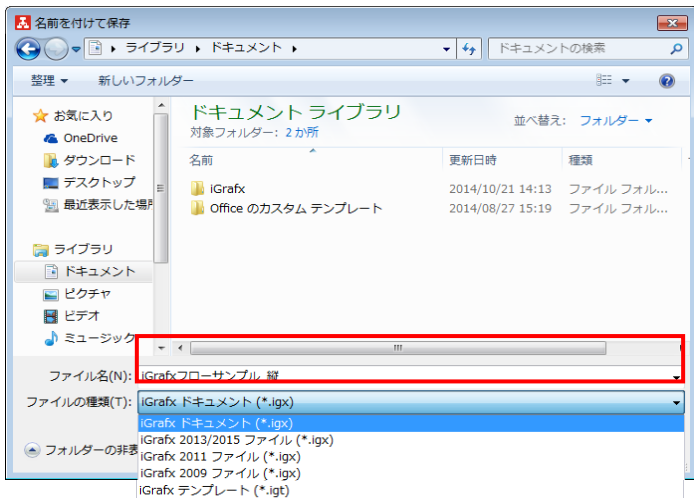 名前を付けて保存
ライブラリ ドキュメント ドキュメントの検索
整理 新しいフォルダー
お気に入り
OneDrive
ダウンロード
デスクトップ
最近表示した場所
ライブラリ
ドキュメント
ピクチャ
ビデオ
ミュージック
ドキュメント ライブラリ
対象フォルダー: 2 か所
並べ替え: フォルダー
名前 更新日時 種類
iGrafx 2014/10/21 14:13 ファイル フォル...
Office のカスタム テンプレート 2014/08/27 15:19 ファイル フォル...
ファイル名(N): iGrafxフローサンプル_縦
ファイルの種類(T): iGrafx ドキュメント (*.igx)
iGrafx ドキュメント (*.igx)
iGrafx 2013/2015 ファイル (*.igx)
iGrafx 2011 ファイル (*.igx)
iGrafx 2009 ファイル (*.igx)
iGrafx テンプレート (*.igt)
フォルダーの非表